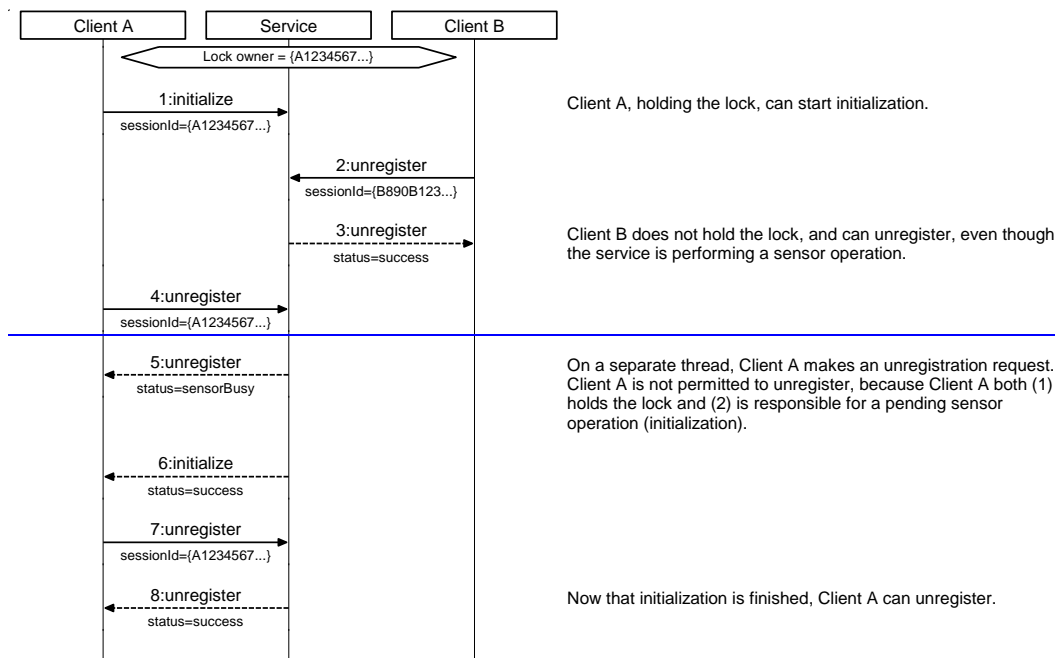 Client A
Service
Client B
Lock owner = {A1234567...}
1:initialize
sessionId={A1234567...}
Client A, holding the lock, can start initialization.
2:unregister
sessionId={B890B123...}
3:unregister
status=success
Client B does not hold the lock, and can unregister, even though
the service is performing a sensor operation.
4:unregister
sessionId={A1234567...}
5:unregister
status=sensorBusy
On a separate thread, Client A makes an unregistration request.
Client A is not permitted to unregister, because Client A both (1)
holds the lock and (2) is responsible for a pending sensor
operation (initialization).
6:initialize
status=success
7:unregister
sessionId={A1234567...}
8:unregister
status=success
Now that initialization is finished, Client A can unregister.